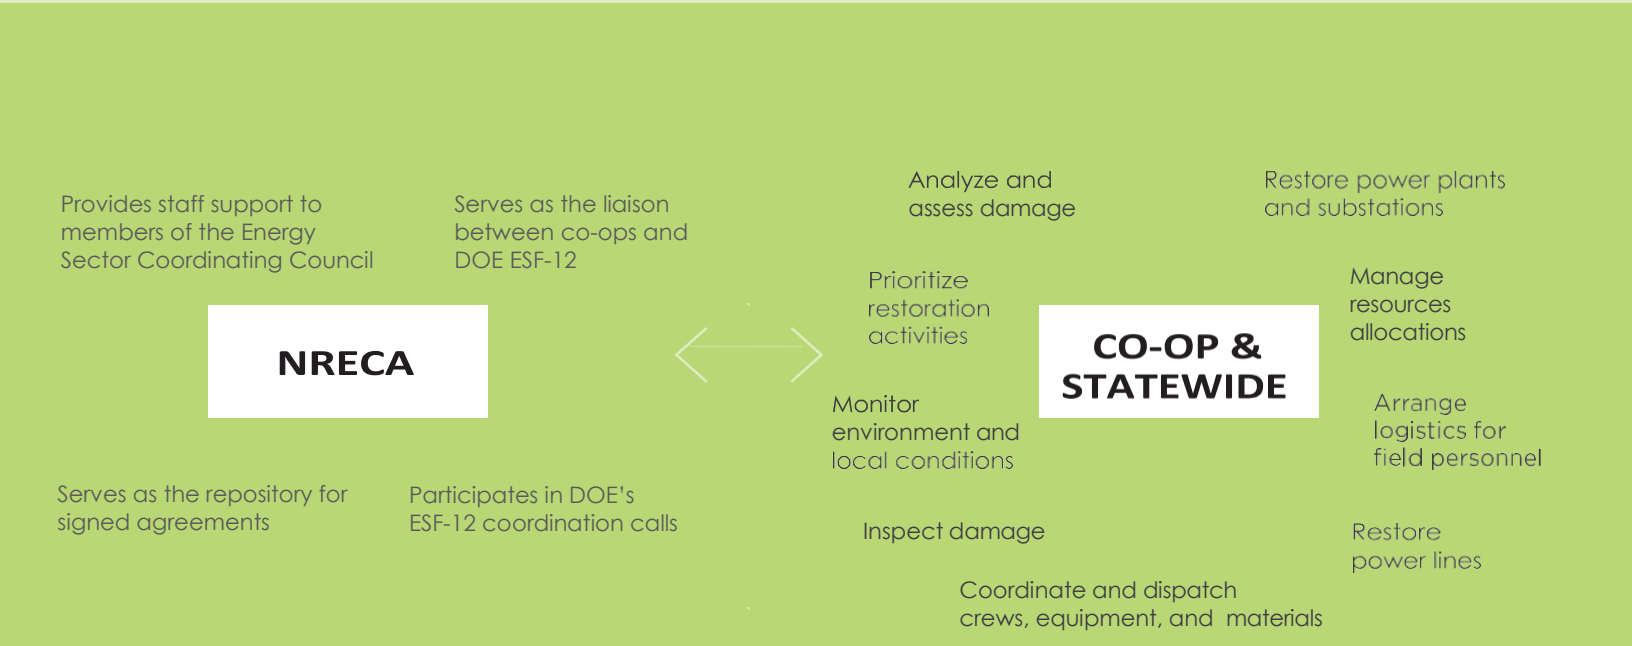 Provides staff support to
members of the Energy
Sector Coordinating Council
Serves as the liaison
between co-ops and
DOE ESF-12
NRECA
Serves as the repository for
signed agreements
Participates in DOE’s
ESF-12 coordination calls
Analyze and
assess damage
Restore power plants
and substations
Prioritize
restoration
activities
Manage
resources
allocations
CO-OP &
STATEWIDE
Monitor
environment and
local conditions
Arrange
logistics for
field personnel
Inspect damage
Restore
power lines
Coordinate and dispatch
crews, equipment, and materials